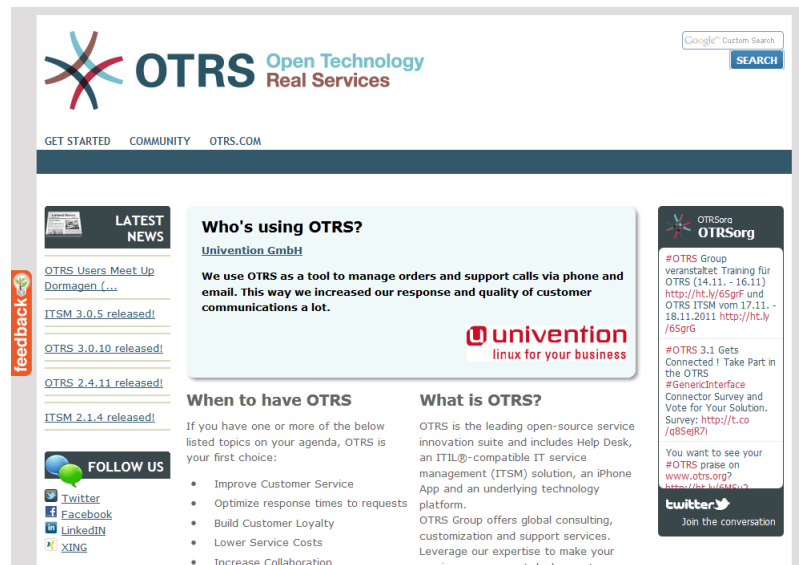 OTRS Open Technology
Real Services
Google™ Custom Search
SEARCH
GET STARTED COMMUNITY OTRS.COM
LATEST
NEWS
OTRS Users Meet Up
Dormagen (...
ITSM 3.0.5 released!
OTRS 3.0.10 released!
OTRS 2.4.11 released!
ITSM 2.1.4 released!
FOLLOW US
Twitter
Facebook
LinkedIN
XING
feedback
Who's using OTRS?
Univention GmbH
We use OTRS as a tool to manage orders and support calls via phone and
email. This way we increased our response and quality of customer
communications a lot.
univention
linux for your business
When to have OTRS
If you have one or more of the below
listed topics on your agenda, OTRS is
your first choice:
• Improve Customer Service
• Optimize response times to requests
• Build Customer Loyalty
• Lower Service Costs
• Increase Collaboration
What is OTRS?
OTRS is the leading open-source service
innovation suite and includes Help Desk,
an ITIL®-compatible IT service
management (ITSM) solution, an iPhone
App and an underlying technology
platform.
OTRS Group offers global consulting,
customization and support services.
Leverage our expertise to make your
OTRSorg
OTRSorg
#OTRS Group
veranstaltet Training für
OTRS (14.11. - 16.11)
http://ht.ly/6SgrF und
OTRS ITSM vom 17.11. -
18.11.2011 http://ht.ly
/6SgrG
#OTRS 3.1 Gets
Connected ! Take Part in
the OTRS
#GenericInterface
Connector Survey and
Vote for Your Solution.
Survey: http://t.co
/q8SejR7i
You want to see your
#OTRS praise on
www.otrs.org?
twitter
Join the conversation